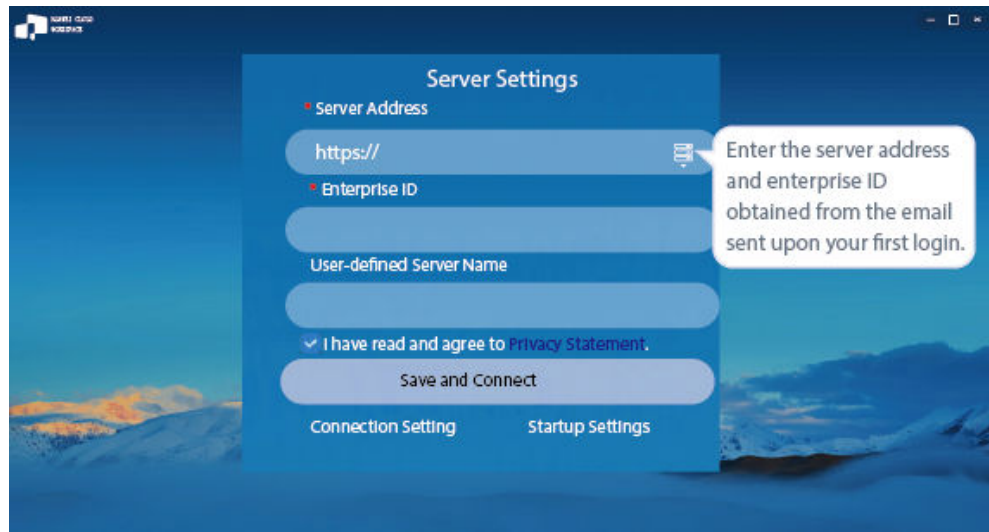 Server Settings
* Server Address
https://
Enter the server address
and enterprise ID
obtained from the email
sent upon your first login.
* Enterprise ID
User-defined Server Name
I have read and agree to Privacy Statement.
Save and Connect
Connection Setting
Startup Settings